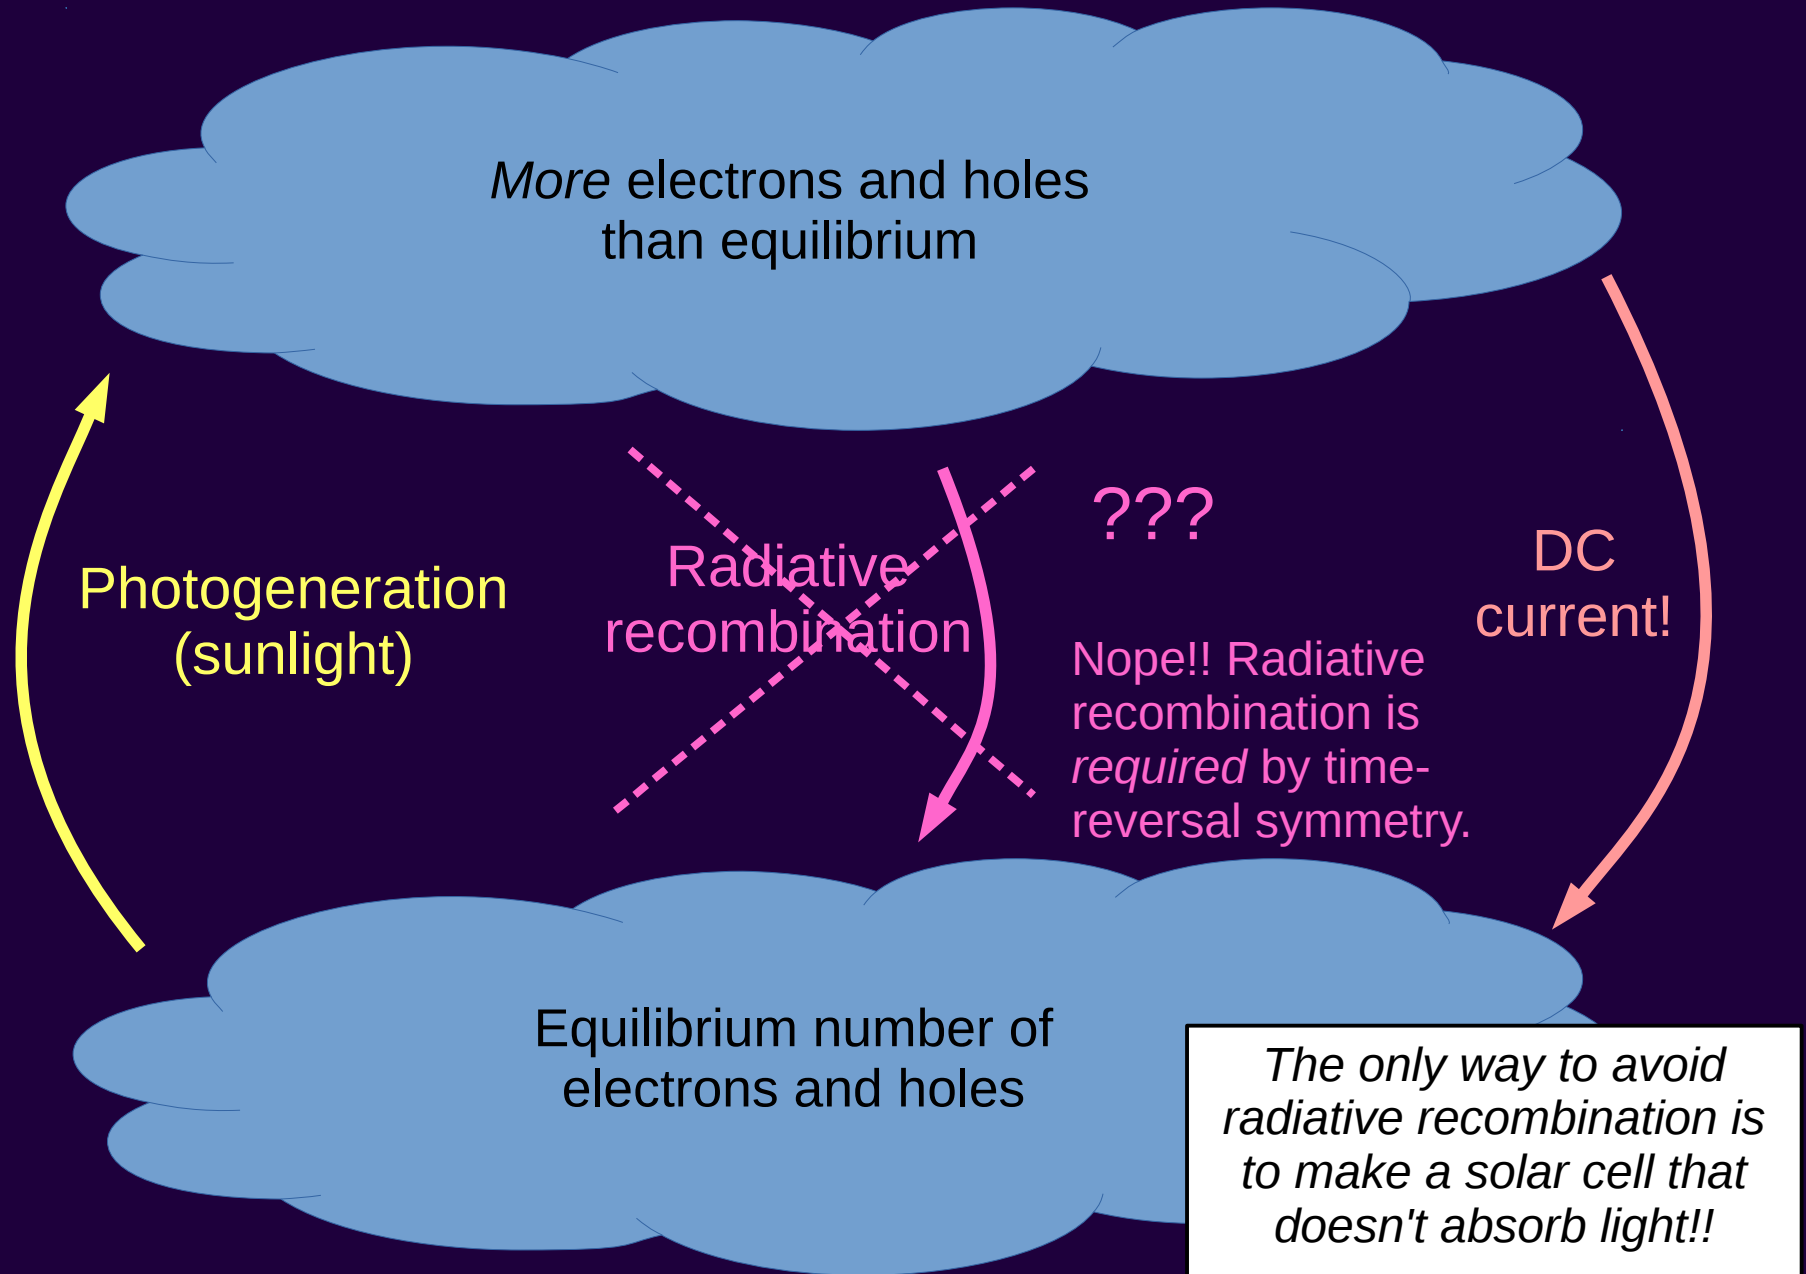 More electrons and holes
than equilibrium
Photogeneration
(sunlight)
Radiative
recombination
???
Nope!! Radiative
recombination is
required by time-
reversal symmetry.
DC
current!
Equilibrium number of
electrons and holes
The only way to avoid
radiative recombination is
to make a solar cell that
doesn't absorb light!!